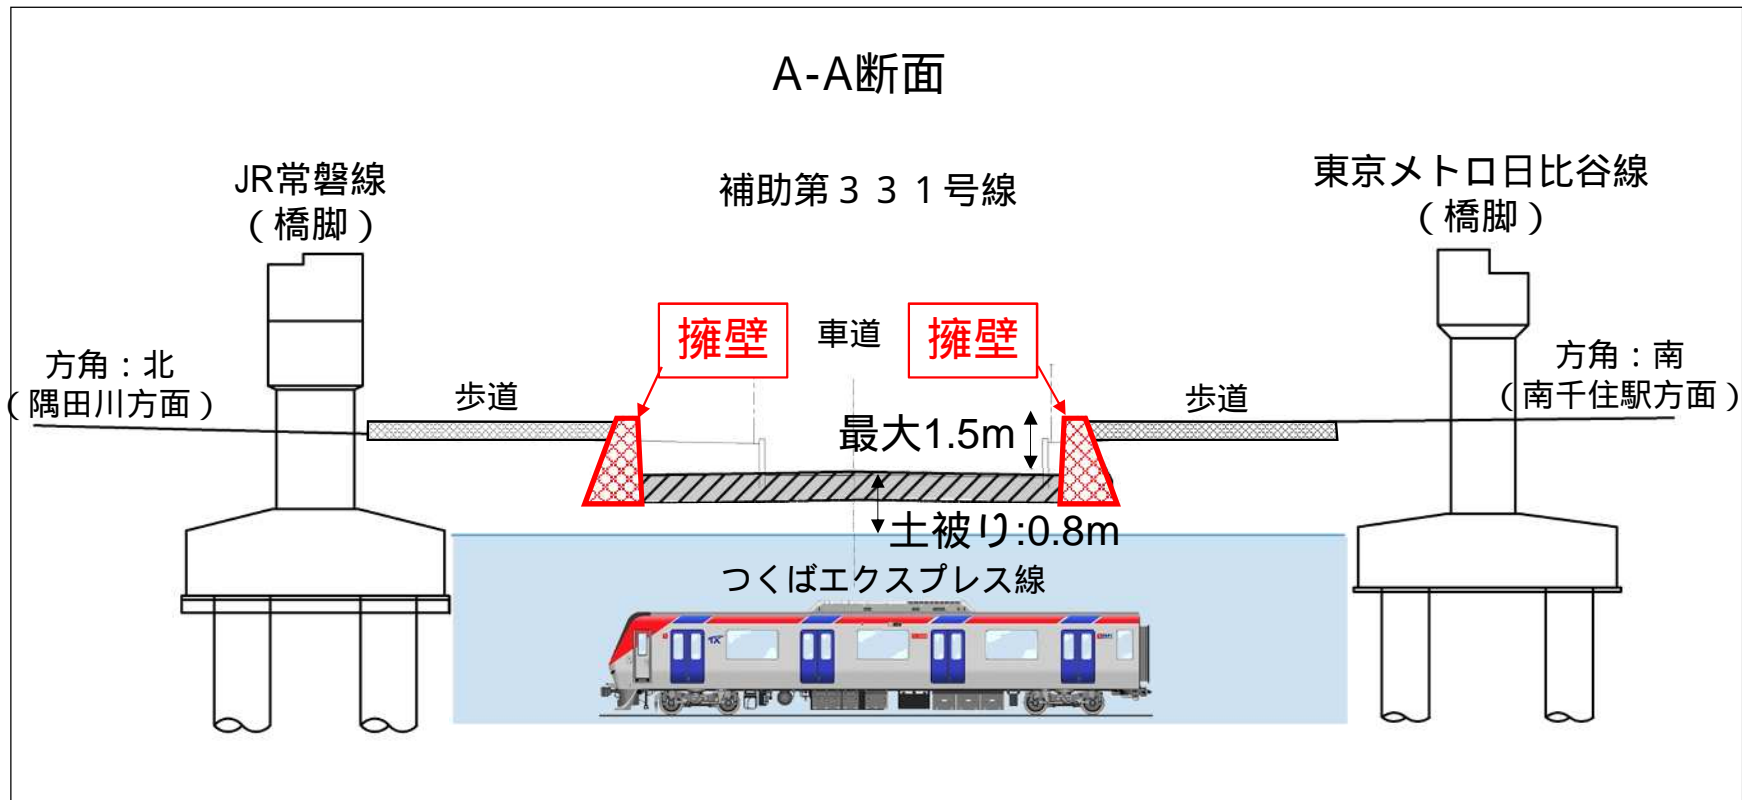 A-A断面
JR常磐線
（橋脚）
補助第３３１号線
東京メトロ日比谷線
（橋脚）
擁壁
車道
擁壁
方角：北
（隅田川方面）
歩道
歩道
方角：南
（南千住駅方面）
最大1.5m
土被り:0.8m
つくばエクスプレス線
TX